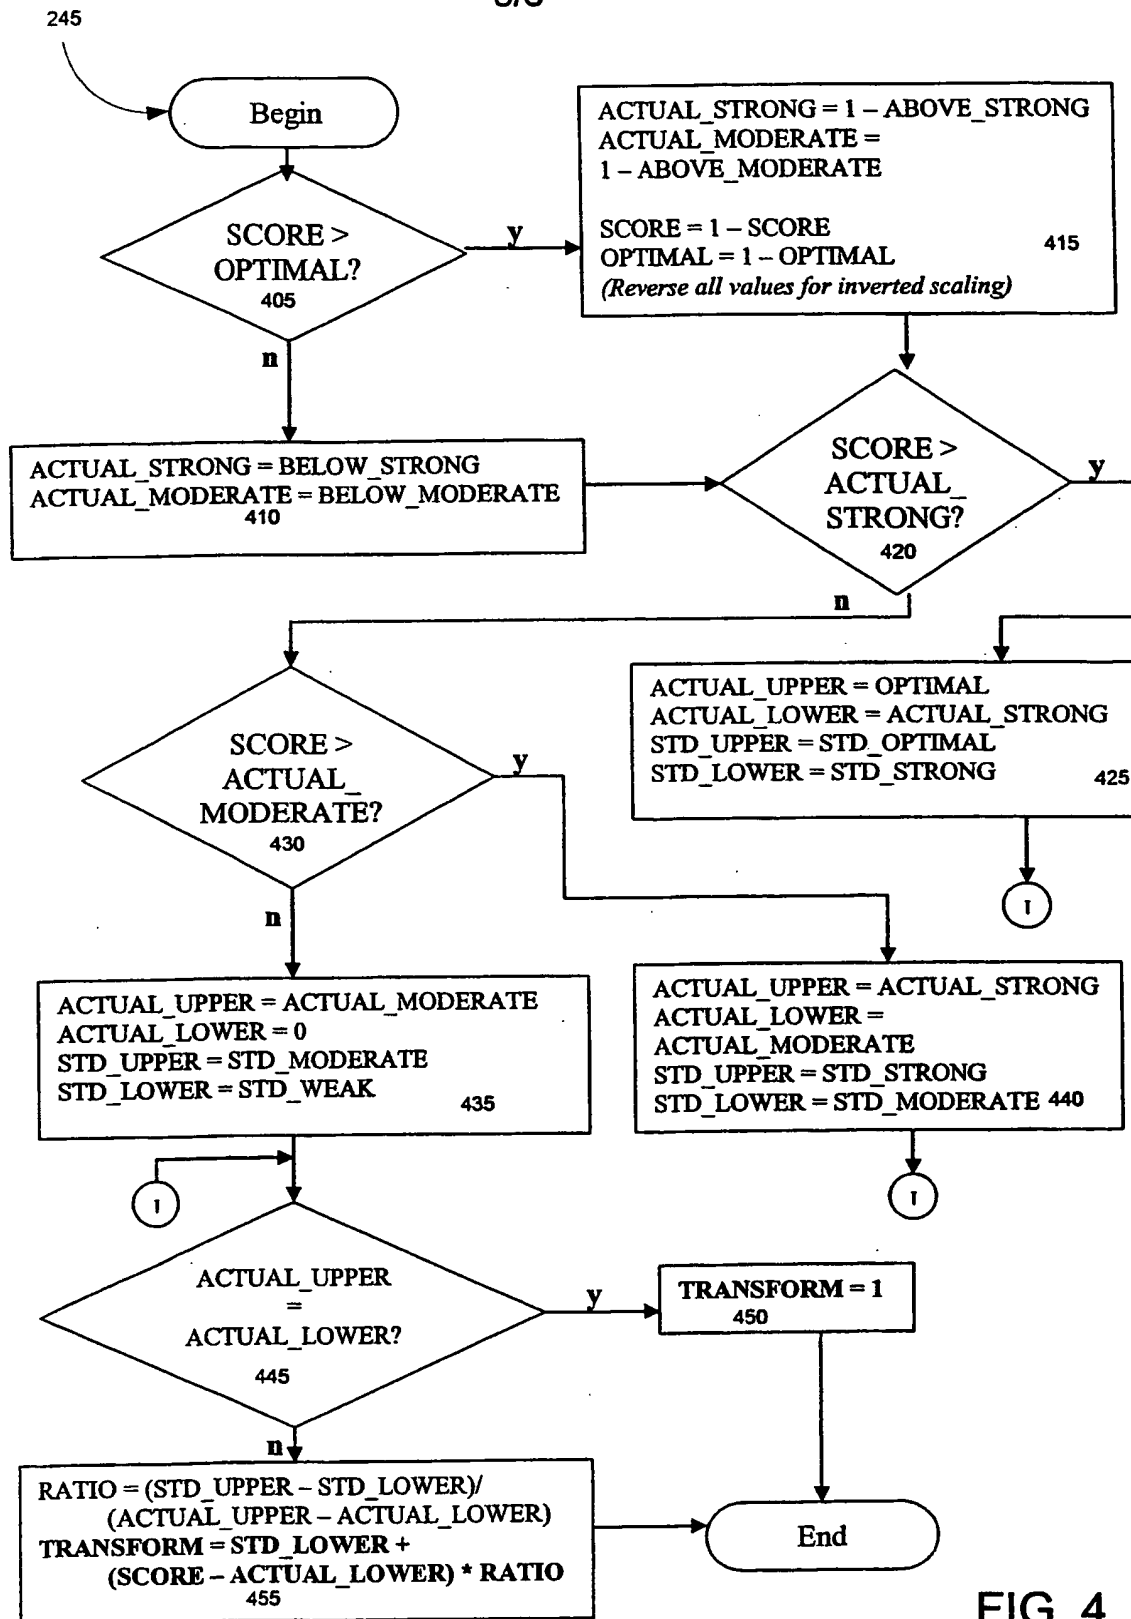 245
Begin
ACTUAL_STRONG = 1 – ABOVE_STRONG
ACTUAL_MODERATE =
1 – ABOVE_MODERATE
SCORE = 1 – SCORE
OPTIMAL = 1 – OPTIMAL
(Reverse all values for inverted scaling)
415
SCORE >
OPTIMAL?
405
y
n
ACTUAL_STRONG = BELOW_STRONG
ACTUAL_MODERATE = BELOW_MODERATE
410
SCORE >
ACTUAL_
STRONG?
420
y
n
ACTUAL_UPPER = OPTIMAL
ACTUAL_LOWER = ACTUAL_STRONG
STD_UPPER = STD_OPTIMAL
STD_LOWER = STD_STRONG
425
1
SCORE >
ACTUAL_
MODERATE?
430
y
n
ACTUAL_UPPER = ACTUAL_MODERATE
ACTUAL_LOWER = 0
STD_UPPER = STD_MODERATE
STD_LOWER = STD_WEAK
435
ACTUAL_UPPER = ACTUAL_STRONG
ACTUAL_LOWER =
ACTUAL_MODERATE
STD_UPPER = STD_STRONG
STD_LOWER = STD_MODERATE 440
1
1
ACTUAL_UPPER
=
ACTUAL_LOWER?
445
y
n
TRANSFORM = 1
450
RATIO = (STD_UPPER – STD_LOWER)/
(ACTUAL_UPPER – ACTUAL_LOWER)
TRANSFORM = STD_LOWER +
(SCORE – ACTUAL_LOWER) * RATIO
455
End
FIG. 4